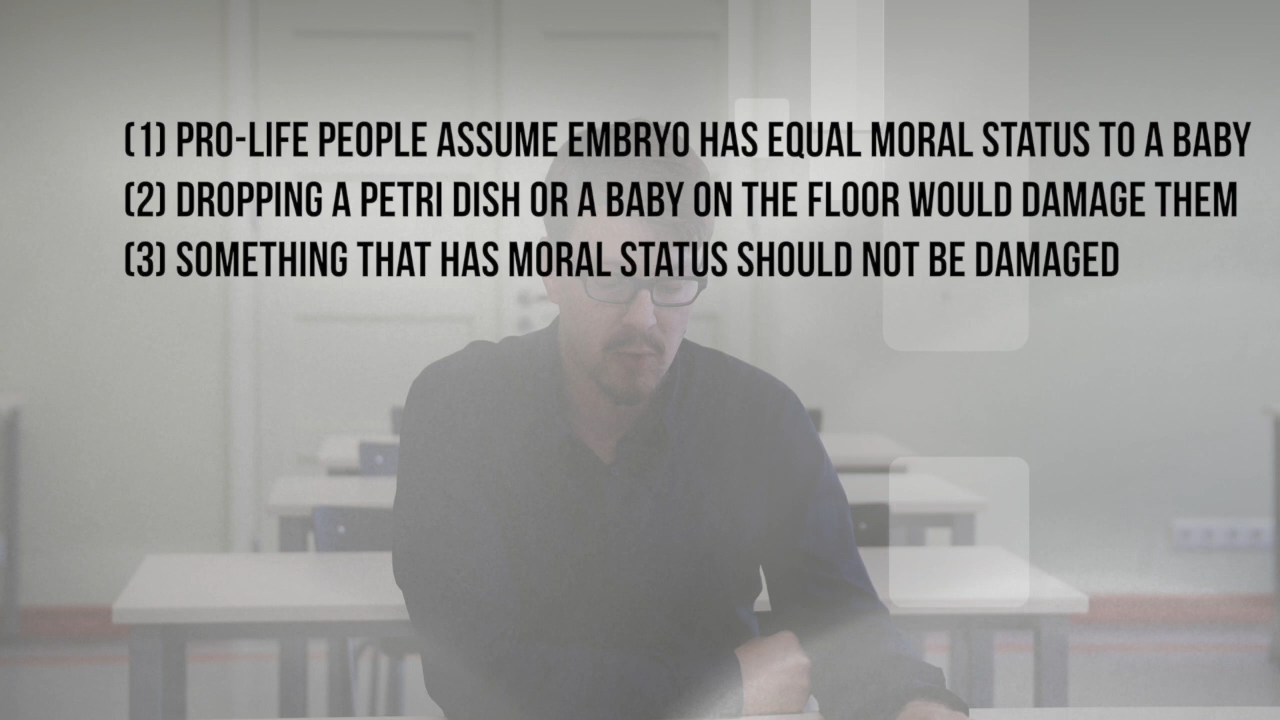 (1) PRO-LIFE PEOPLE ASSUME EMBRYO HAS EQUAL MORAL STATUS TO A BABY
(2) DROPPING A PETRI DISH OR A BABY ON THE FLOOR WOULD DAMAGE THEM
(3) SOMETHING THAT HAS MORAL STATUS SHOULD NOT BE DAMAGED